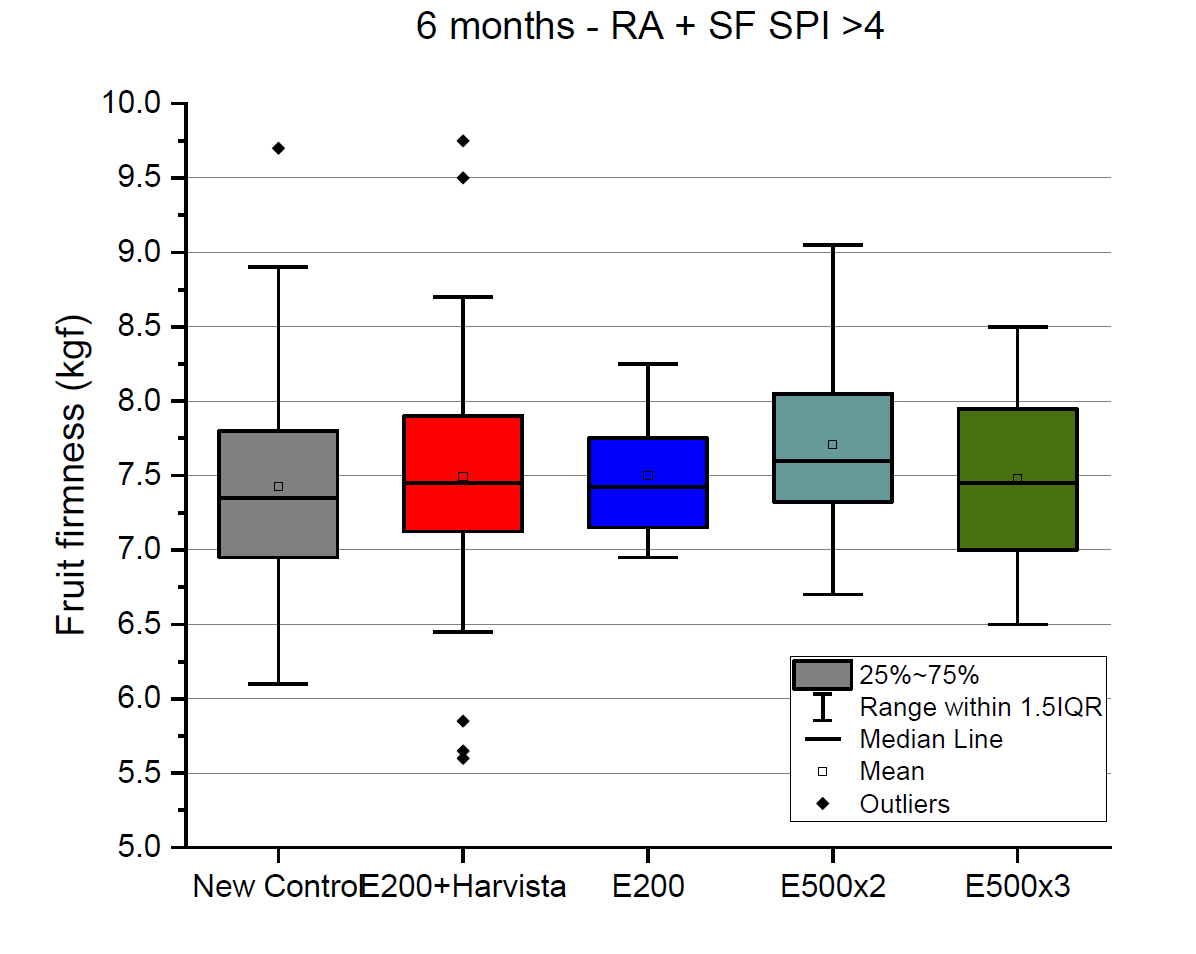 6 months - RA + SF SPI >4
Fruit firmness (kgf)
10.0
9.5
9.0
8.5
8.0
7.5
7.0
6.5
6.0
5.5
5.0
25%~75%
Range within 1.5IQR
Median Line
Mean
Outliers
New Control E200+Harvista E200 E500x2 E500x3